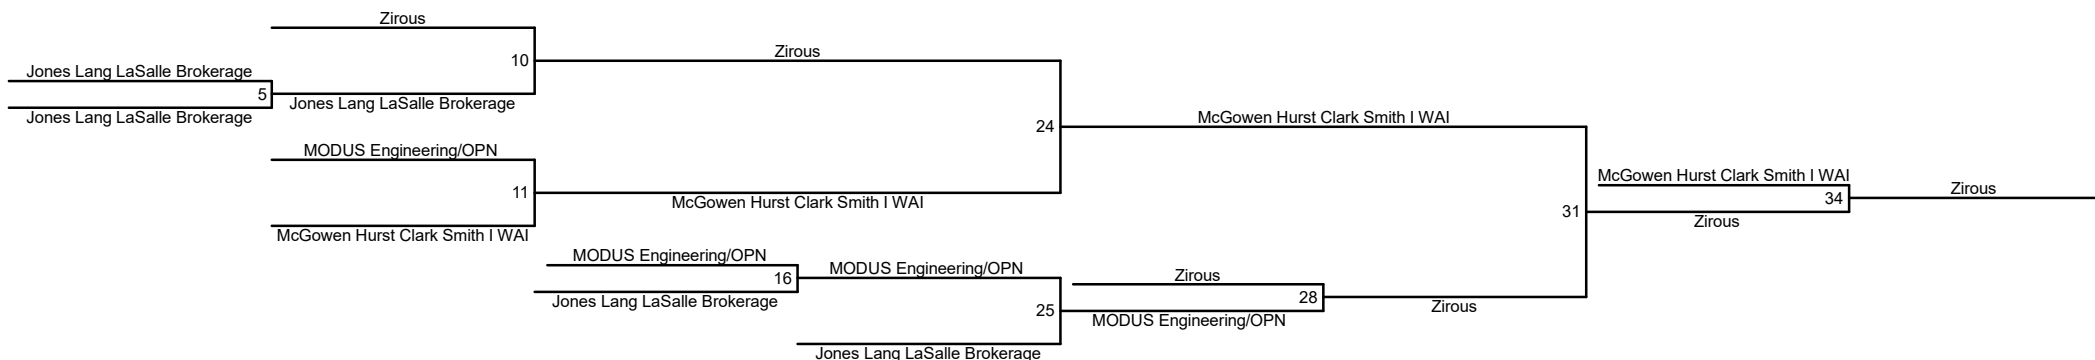 Zirous
10
Zirous
Jones Lang LaSalle Brokerage
5
Jones Lang LaSalle Brokerage
Jones Lang LaSalle Brokerage
24
McGowen Hurst Clark Smith I WAI
MODUS Engineering/OPN
11
McGowen Hurst Clark Smith I WAI
McGowen Hurst Clark Smith I WAI
31
McGowen Hurst Clark Smith I WAI
34
Zirous
Zirous
MODUS Engineering/OPN
16
Jones Lang LaSalle Brokerage
MODUS Engineering/OPN
25
Jones Lang LaSalle Brokerage
Zirous
28
MODUS Engineering/OPN
Zirous